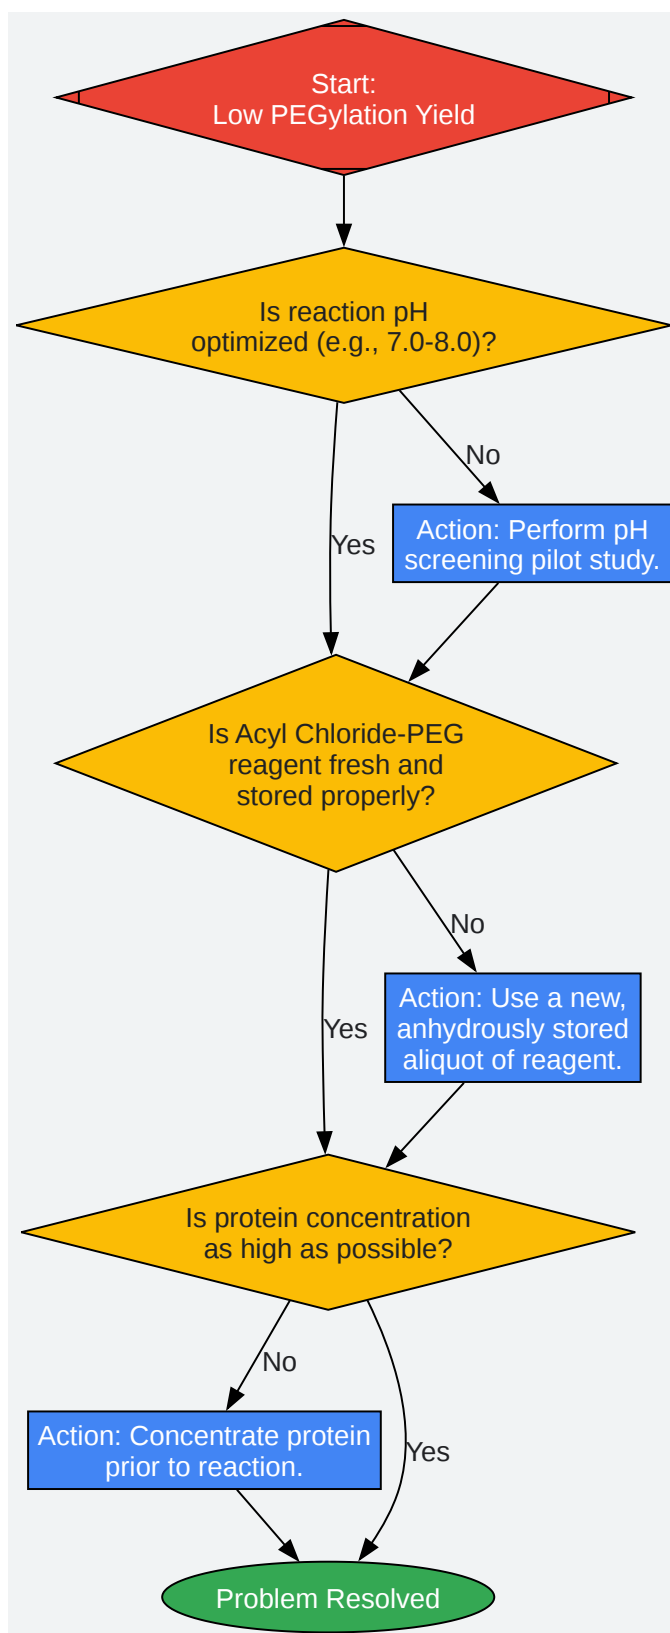 Start:
Low PEGylation Yield
Is reaction pH
optimized (e.g., 7.0-8.0)?
No
Yes
Action: Perform pH
screening pilot study.
Is Acyl Chloride-PEG
reagent fresh and
stored properly?
No
Yes
Action: Use a new,
anhydrously stored
aliquot of reagent.
Is protein concentration
as high as possible?
No
Yes
Action: Concentrate protein
prior to reaction.
Problem Resolved